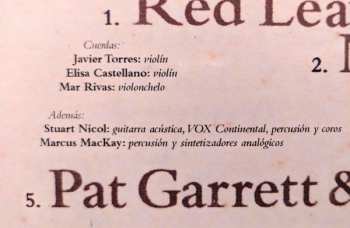 1. Red Lea
Cuerdas:
Javier Torres: violín
Elisa Castellano: violín
Mar Rivas: violonchelo
2.
Además:
Stuart Nicol: guitarra acústica, VOX Continental, percusión y coros
Marcus MacKay: percusión y sintetizadores analógicos
5. Pat Garrett &